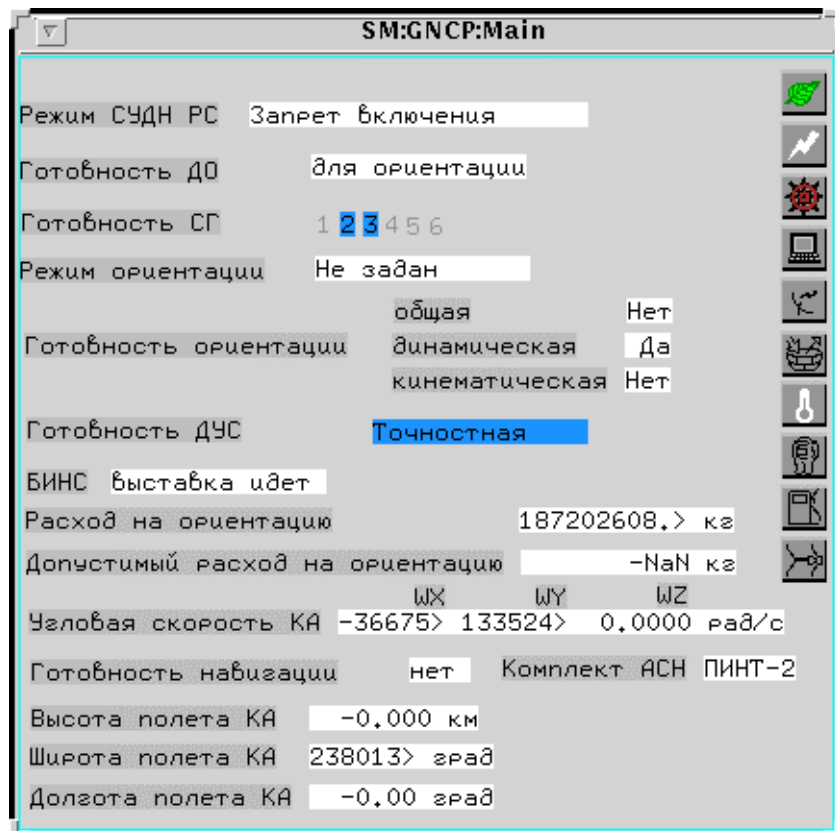 SM:GNCP:Main
Режим СУДН РС Запрет включения
Готовность ДО для ориентации
Готовность СГ 1 2 3 4 5 6
Режим ориентации Не задан
общая Нет
Готовность ориентации динамическая Да
кинематическая Нет
Готовность ДУС Точностная
БИНС выставка идет
Расход на ориентацию 187202608.> кг
Допустимый расход на ориентацию -NaN кг
WX WY WZ
Угловая скорость КА -36675> 133524> 0.0000 рад/с
Готовность навигации нет Комплект АСН ПИНТ-2
Высота полета КА -0.000 км
Широта полета КА 238013> град
Долгота полета КА -0.00 град